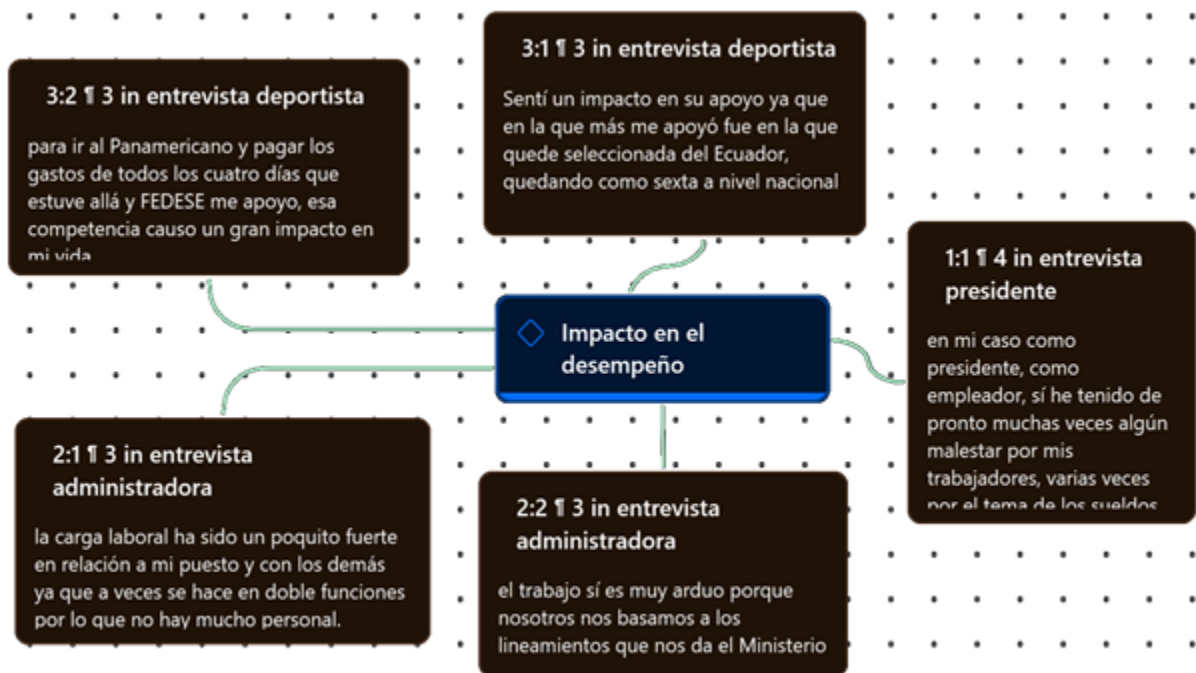 3:2 ¶ 3 in entrevista deportista
para ir al Panamericano y pagar los
gastos de todos los cuatro días que
estuve allá y FEDESE me apoyo, esa
competencia causo un gran impacto en
mi vida
3:1 ¶ 3 in entrevista deportista
Sentí un impacto en su apoyo ya que
en la que más me apoyó fue en la que
quede seleccionada del Ecuador,
quedando como sexta a nivel nacional
1:1 ¶ 4 in entrevista
presidente
en mi caso como
presidente, como
empleador, sí he tenido de
pronto muchas veces algún
malestar por mis
trabajadores, varias veces
por el tema de los sueldos
Impacto en el
desempeño
2:1 ¶ 3 in entrevista
administradora
la carga laboral ha sido un poquito fuerte
en relación a mi puesto y con los demás
ya que a veces se hace en doble funciones
por lo que no hay mucho personal.
2:2 ¶ 3 in entrevista
administradora
el trabajo sí es muy arduo porque
nosotros nos basamos a los
lineamientos que nos da el Ministerio